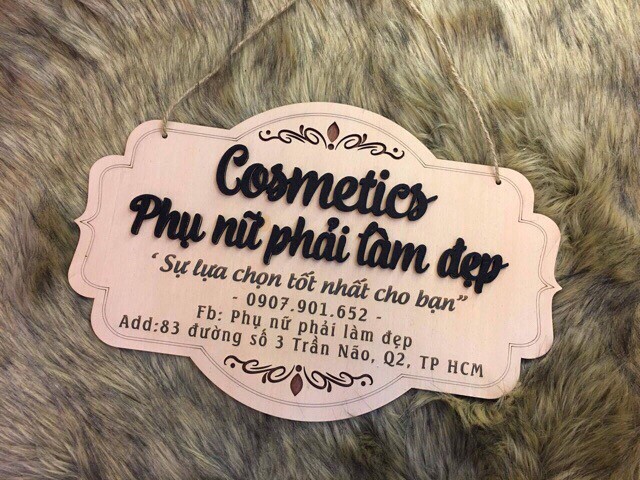 Cosmetics
Phụ nữ phải làm đẹp
‘Sự lựa chọn tốt nhất cho bạn”
- 0907.901.652 -
Fb: Phụ nữ phải làm đẹp
Add:83 đường số 3 Trần Não, Q2, TP HCM